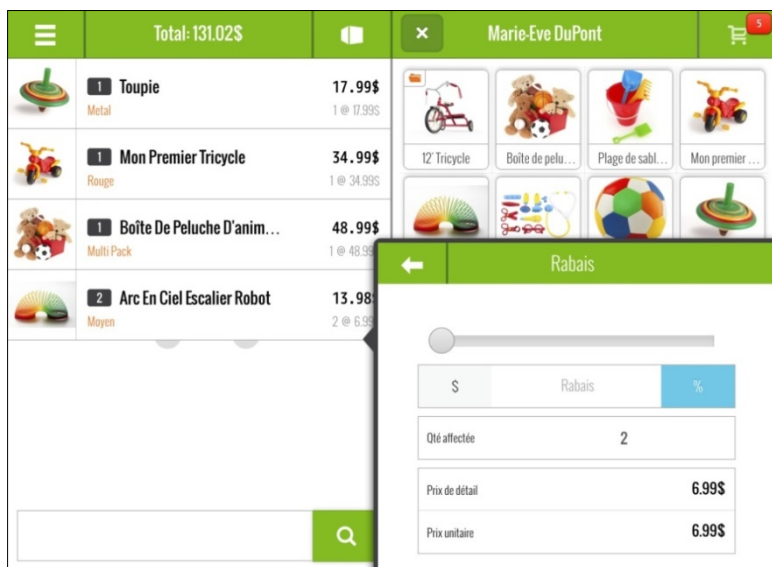 Total: 131.02$
1 Toupie 17.99$
Metal 1 @ 17.99$
1 Mon Premier Tricycle 34.99$
Rouge 1 @ 34.99$
1 Boîte De Peluche D'anim... 48.99$
Multi Pack 1 @ 48.99
2 Arc En Ciel Escalier Robot 13.98$
Moyen 2 @ 6.99
× Marie-Eve DuPont 5
12' Tricycle
Boîte de pelu...
Plage de sabl...
Mon premier ...
Rabais
$ Rabais %
Qté affectée 2
Prix de détail 6.99$
Prix unitaire 6.99$